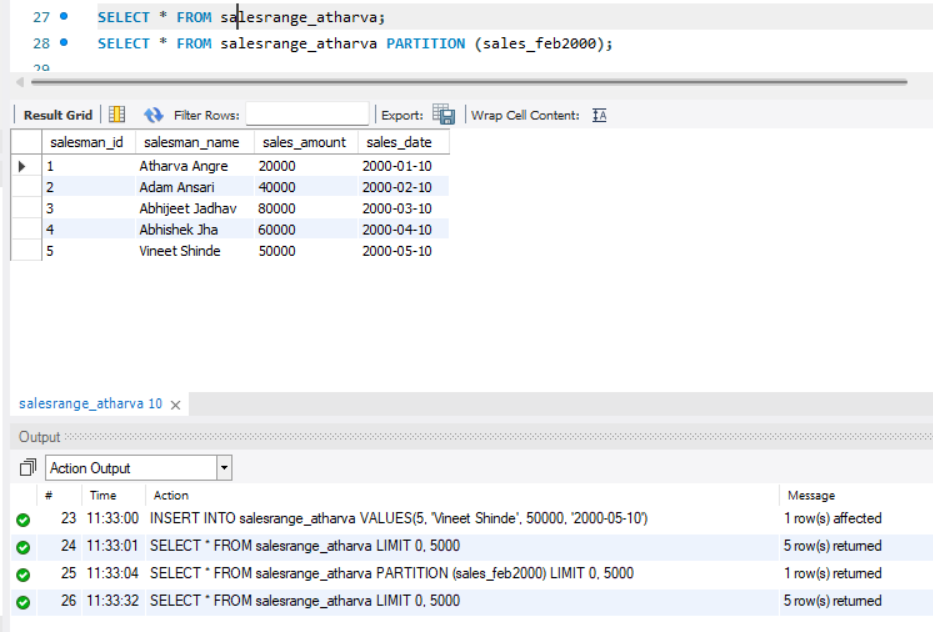 27 SELECT * FROM salesrange_atharva;
28 SELECT * FROM salesrange_atharva PARTITION (sales_feb2000);
29
Result Grid Filter Rows: Export: Wrap Cell Content: IA
salesman_id salesman_name sales_amount sales_date
1 Atharva Angre 20000 2000-01-10
2 Adam Ansari 40000 2000-02-10
3 Abhijeet Jadhav 80000 2000-03-10
4 Abhishek Jha 60000 2000-04-10
5 Vineet Shinde 50000 2000-05-10
salesrange_atharva 10 ×
Output
Action Output
# Time Action Message
23 11:33:00 INSERT INTO salesrange_atharva VALUES(5, 'Vineet Shinde', 50000, '2000-05-10') 1 row(s) affected
24 11:33:01 SELECT * FROM salesrange_atharva LIMIT 0, 5000 5 row(s) returned
25 11:33:04 SELECT * FROM salesrange_atharva PARTITION (sales_feb2000) LIMIT 0, 5000 1 row(s) returned
26 11:33:32 SELECT * FROM salesrange_atharva LIMIT 0, 5000 5 row(s) returned